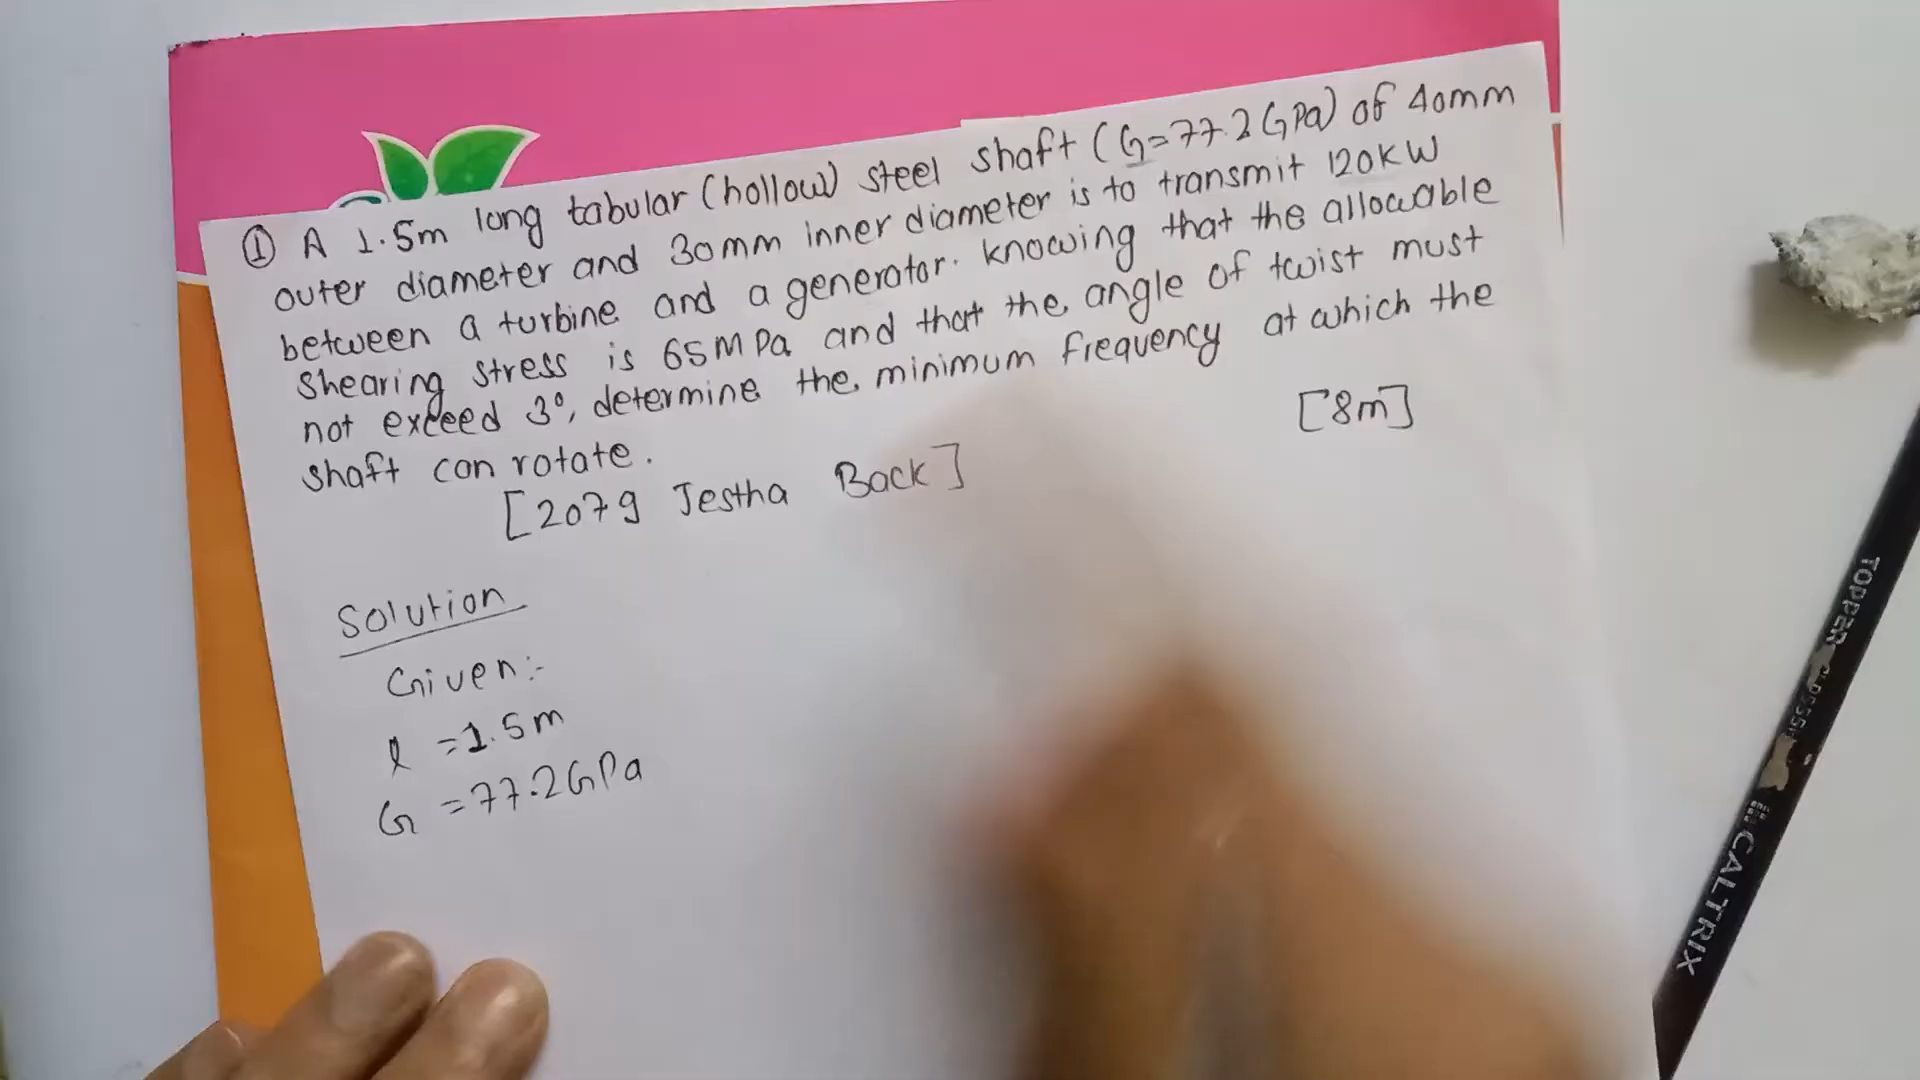 ① A 1.5m long tabular (hollow) steel shaft (G=77.2 GPa) of 40mm
outer diameter and 30mm inner diameter is to transmit 120KW
between a turbine and a generator. knowing that the allowable
shearing stress is 65MPa and that the angle of twist must
not exceed 3°, determine the minimum frequency at which the
shaft can rotate. [8m]
[2079 Jestha Back]
Solution
Given:-
l =1.5m
G =77.2GPa
TOPPER
CALTRIX